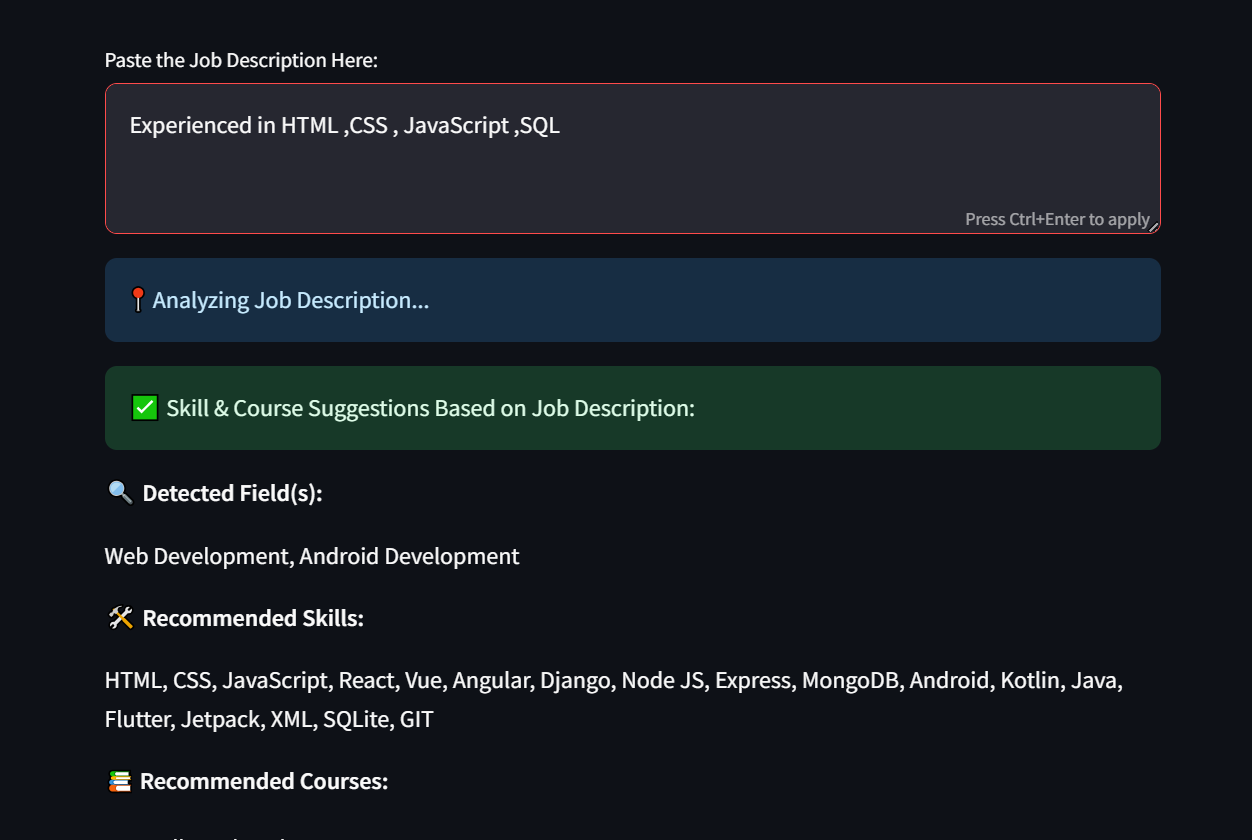 Paste the Job Description Here:
Experienced in HTML ,CSS , JavaScript ,SQL
Press Ctrl+Enter to apply
Analyzing Job Description...
Skill & Course Suggestions Based on Job Description:
Detected Field(s):
Web Development, Android Development
Recommended Skills:
HTML, CSS, JavaScript, React, Vue, Angular, Django, Node JS, Express, MongoDB, Android, Kotlin, Java,
Flutter, Jetpack, XML, SQLite, GIT
Recommended Courses: